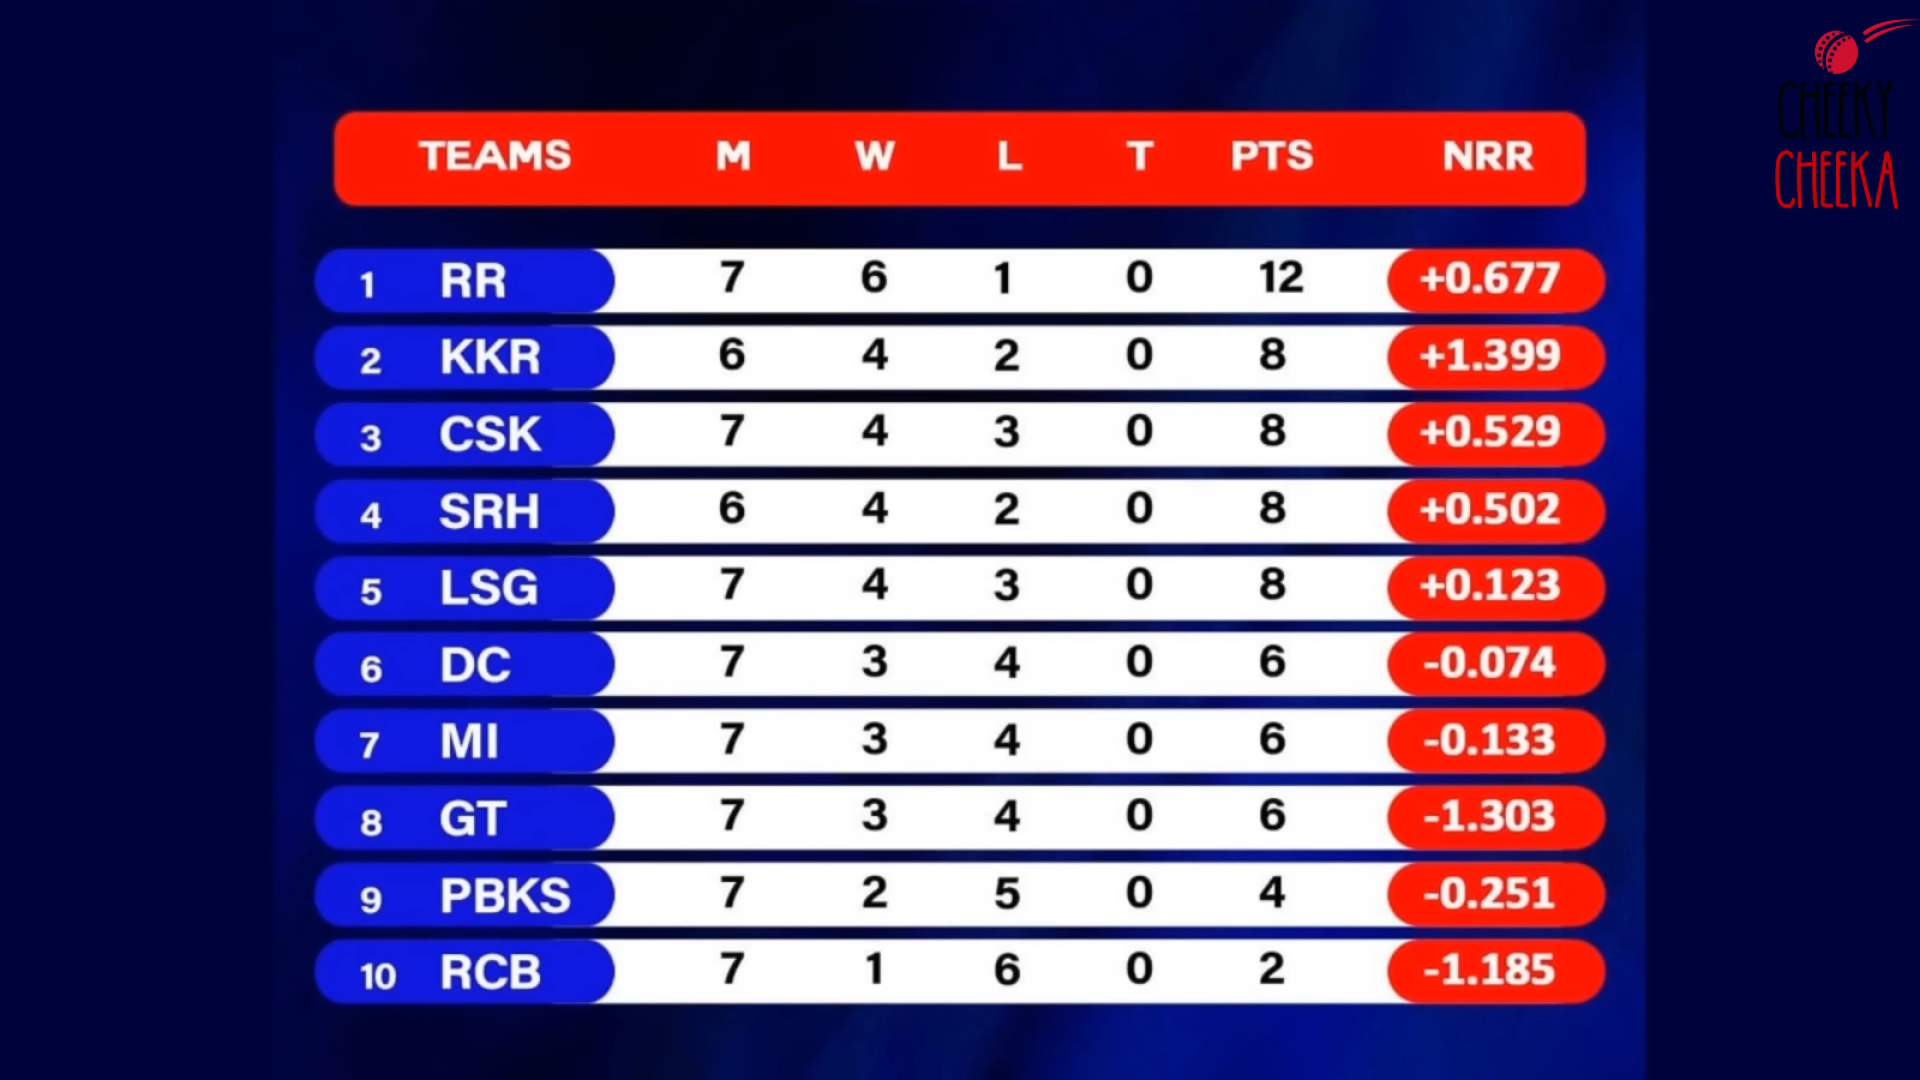 CHEEKY
CHEEKA
TEAMS M W L T PTS NRR
1 RR 7 6 1 0 12 +0.677
2 KKR 6 4 2 0 8 +1.399
3 CSK 7 4 3 0 8 +0.529
4 SRH 6 4 2 0 8 +0.502
5 LSG 7 4 3 0 8 +0.123
6 DC 7 3 4 0 6 -0.074
7 MI 7 3 4 0 6 -0.133
8 GT 7 3 4 0 6 -1.303
9 PBKS 7 2 5 0 4 -0.251
10 RCB 7 1 6 0 2 -1.185